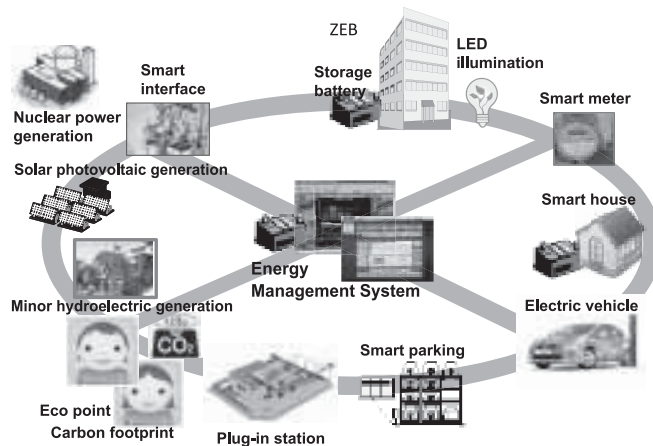 ZEB
LED
illumination
Storage
battery
Smart
interface
Smart meter
Nuclear power
generation
Solar photovoltaic generation
Smart house
Energy
Management System
Minor hydroelectric generation
Electric vehicle
CO₂
Smart parking
Eco point
Carbon footprint
Plug-in station